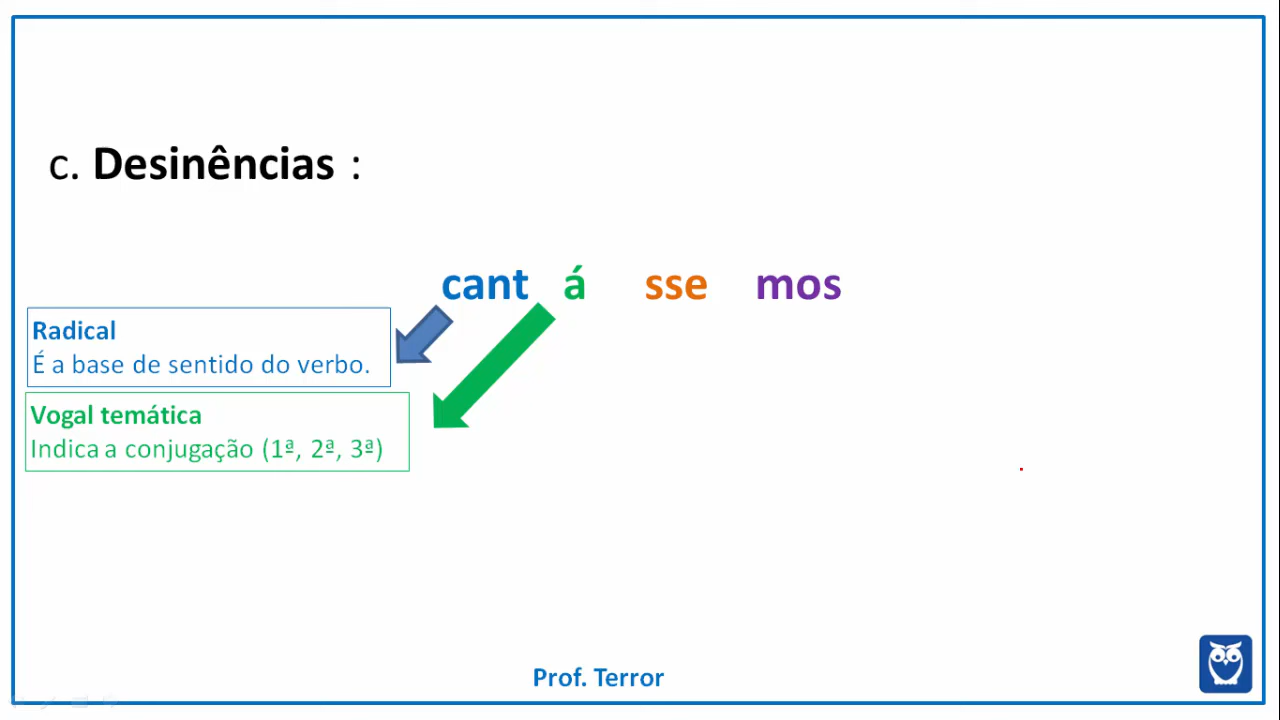 c. Desinências :
cant á sse mos
Radical
É a base de sentido do verbo.
Vogal temática
Indica a conjugação (1ª, 2ª, 3ª)
Prof. Terror